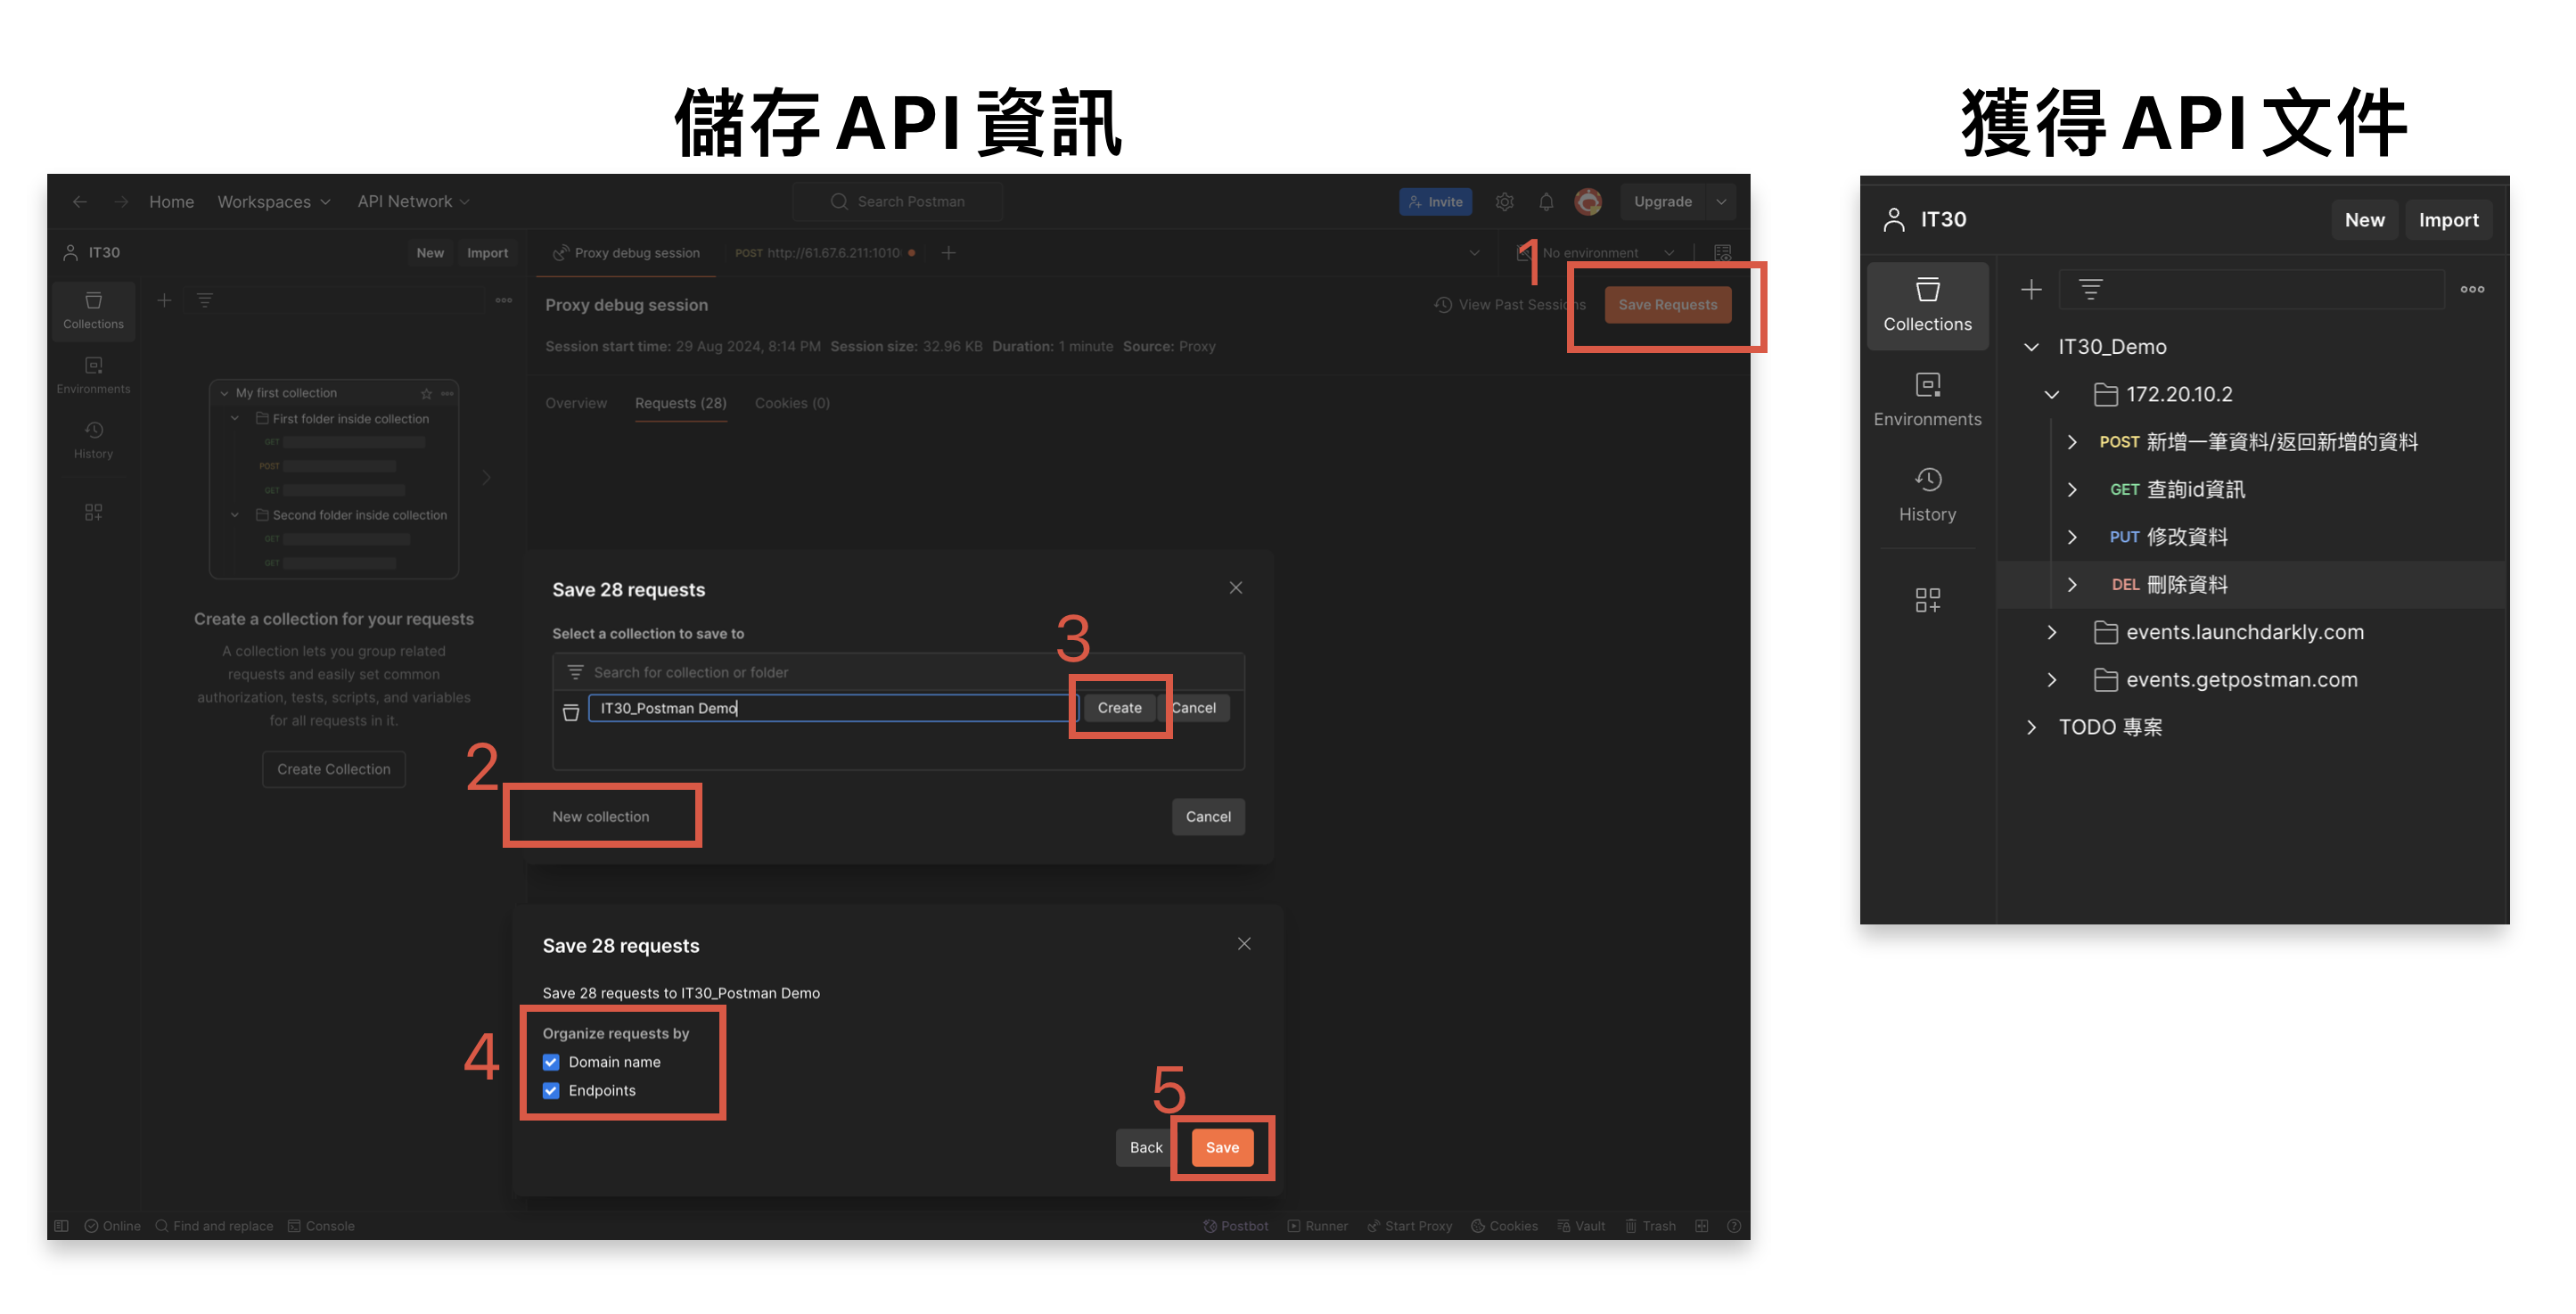 儲存 API 資訊
Home Workspaces API Network Search Postman Invite Upgrade
IT30 New Import Proxy debug session POST http://61.67.6.211:1010 No environment
1
Collections
Environments
History
Proxy debug session View Past Sessions Save Requests
Session start time: 29 Aug 2024, 8:14 PM Session size: 32.96 KB Duration: 1 minute Source: Proxy
Overview Requests (28) Cookies (0)
My first collection
First folder inside collection
GET
POST
GET
Second folder inside collection
GET
GET
Create a collection for your requests
A collection lets you group related
requests and easily set common
authorization, tests, scripts, and variables
for all requests in it.
Create Collection
Save 28 requests
Select a collection to save to
3
Search for collection or folder
IT30_Postman Demo Create Cancel
2
New collection Cancel
Save 28 requests
Save 28 requests to IT30_Postman Demo
4
Organize requests by
Domain name
Endpoints
5
Back Save
Online Find and replace Console Postbot Runner Start Proxy Cookies Vault Trash
獲得 API 文件
IT30 New Import
Collections
Environments
History
IT30_Demo
172.20.10.2
POST 新增一筆資料/返回新增的資料
GET 查詢id資訊
PUT 修改資料
DEL 刪除資料
events.launchdarkly.com
events.getpostman.com
TODO 專案